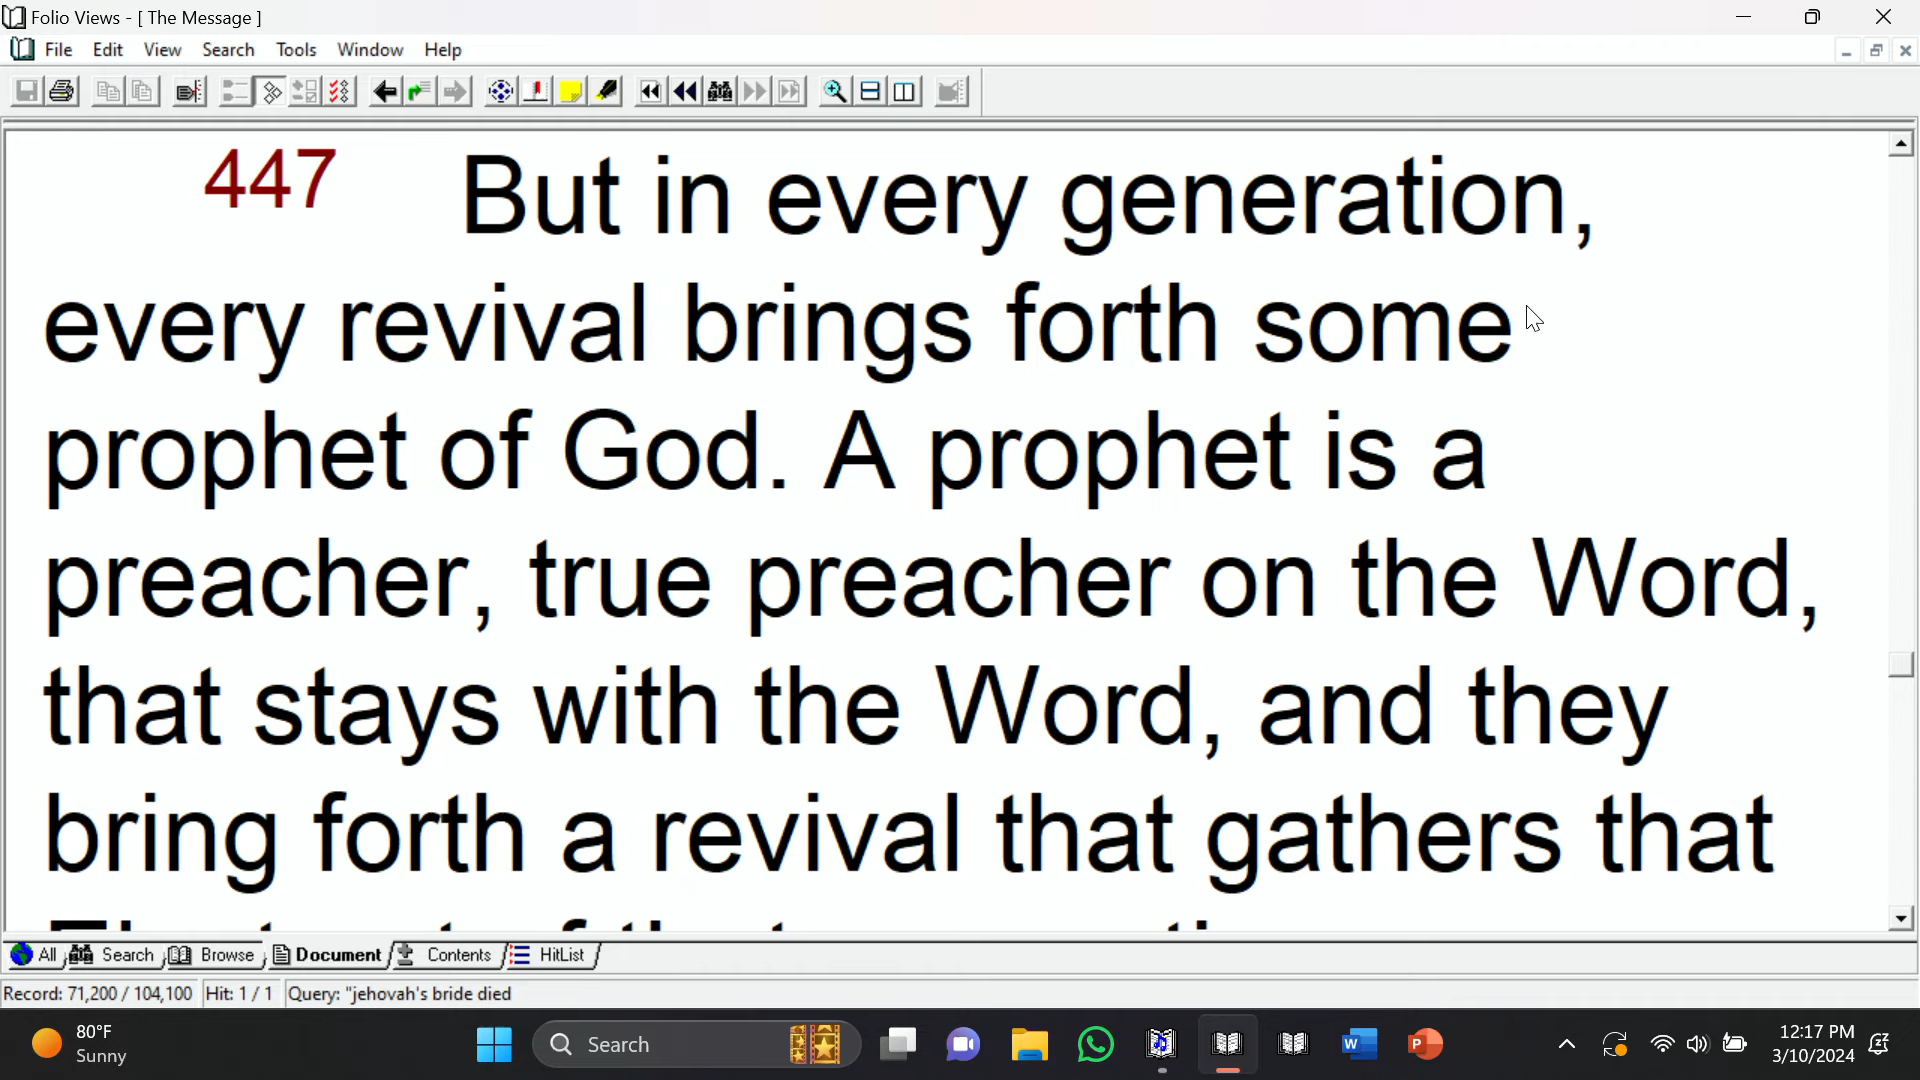 Folio Views - [ The Message ]
File Edit View Search Tools Window Help
447 But in every generation,
every revival brings forth some
prophet of God. A prophet is a
preacher, true preacher on the Word,
that stays with the Word, and they
bring forth a revival that gathers that
All Search Browse Document Contents HitList
Record: 71,200 / 104,100 Hit: 1 / 1 Query: "jehovah's bride died
80°F
Sunny
Search
12:17 PM
3/10/2024